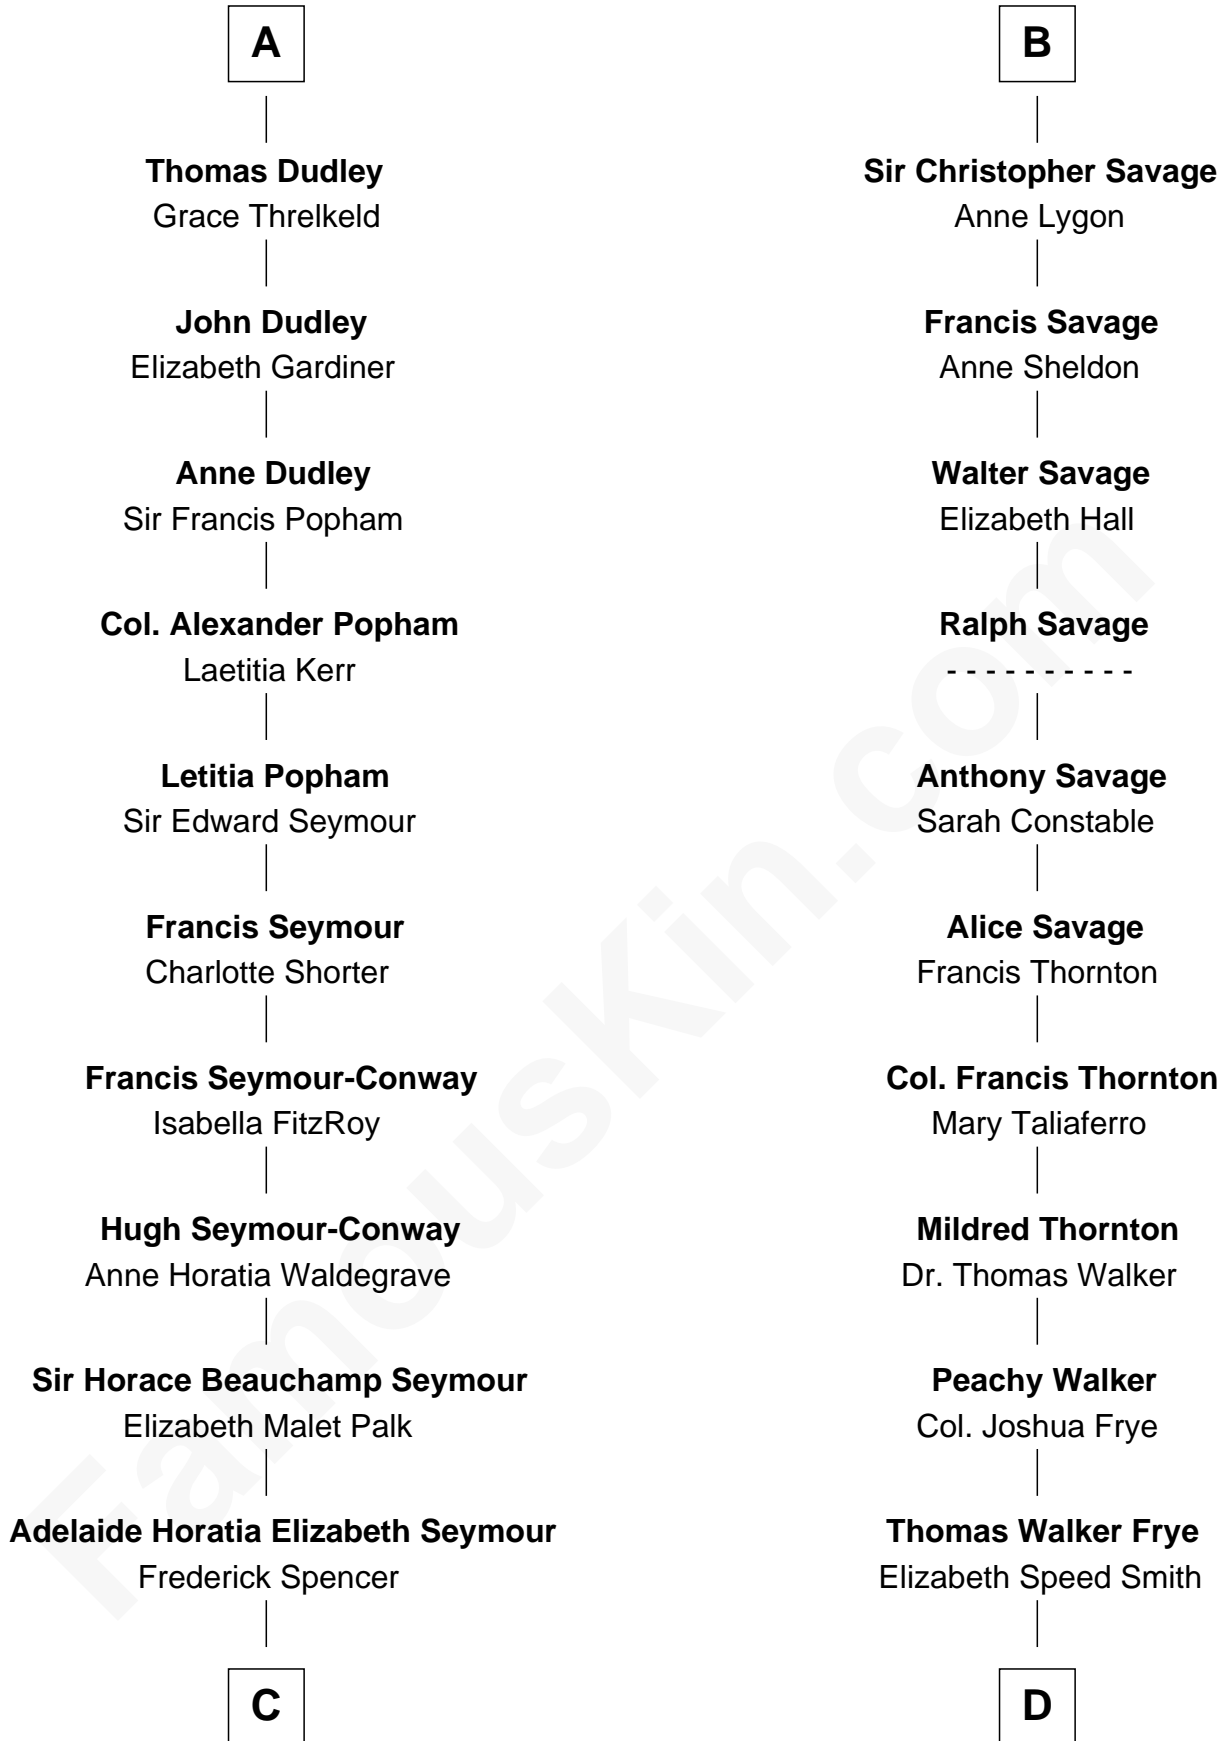 A
Thomas Dudley
Grace Threlkeld
John Dudley
Elizabeth Gardiner
Anne Dudley
Sir Francis Popham
Col. Alexander Popham
Laetitia Kerr
Letitia Popham
Sir Edward Seymour
Francis Seymour
Charlotte Shorter
Francis Seymour-Conway
Isabella FitzRoy
Hugh Seymour-Conway
Anne Horatia Waldegrave
Sir Horace Beauchamp Seymour
Elizabeth Malet Palk
Adelaide Horatia Elizabeth Seymour
Frederick Spencer
C
B
Sir Christopher Savage
Anne Lygon
Francis Savage
Anne Sheldon
Walter Savage
Elizabeth Hall
Ralph Savage
- - - - - - - - - -
Anthony Savage
Sarah Constable
Alice Savage
Francis Thornton
Col. Francis Thornton
Mary Taliaferro
Mildred Thornton
Dr. Thomas Walker
Peachy Walker
Col. Joshua Frye
Thomas Walker Frye
Elizabeth Speed Smith
D
FamousKin.com